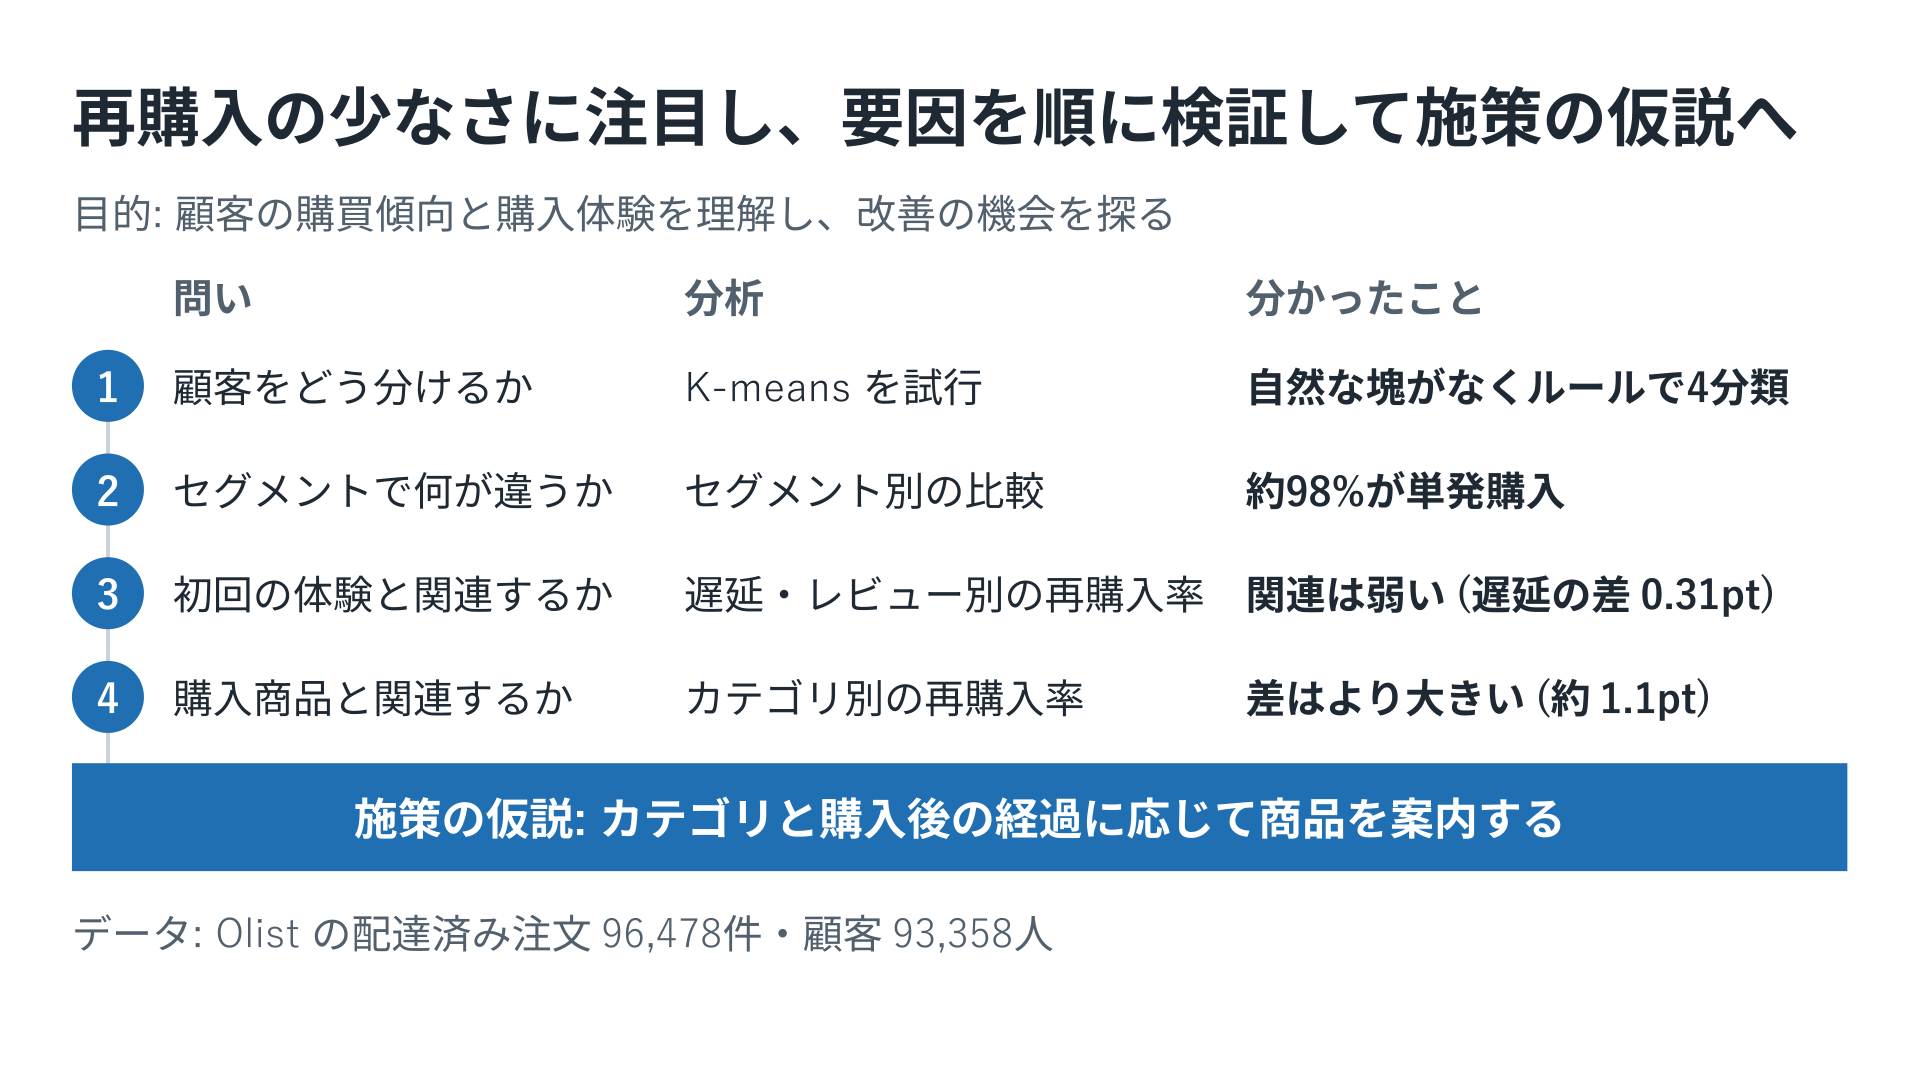 再購入の少なさに注目し、要因を順に検証して施策の仮説へ
目的: 顧客の購買傾向と購入体験を理解し、改善の機会を探る
問い 分析 分かったこと
1 顧客をどう分けるか K-means を試行 自然な塊がなくルールで4分類
2 セグメントで何が違うか セグメント別の比較 約98%が単発購入
3 初回の体験と関連するか 遅延・レビュー別の再購入率 関連は弱い (遅延の差 0.31pt)
4 購入商品と関連するか カテゴリ別の再購入率 差はより大きい (約 1.1pt)
施策の仮説: カテゴリと購入後の経過に応じて商品を案内する
データ: Olist の配達済み注文 96,478件・顧客 93,358人